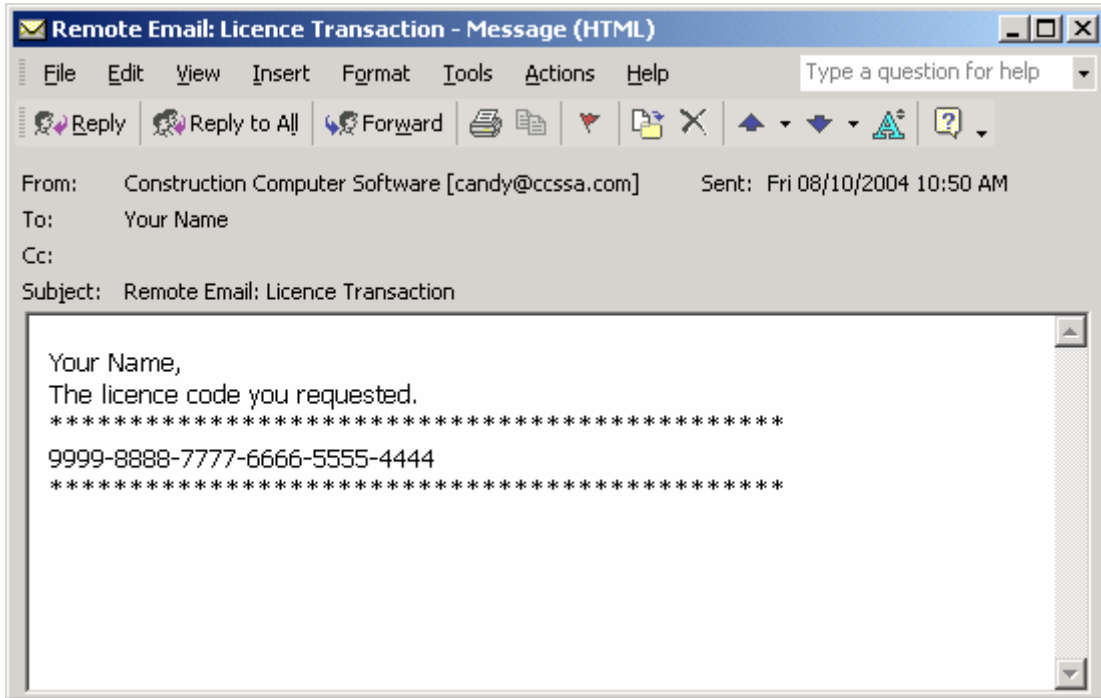 Remote Email: Licence Transaction - Message (HTML)
File Edit View Insert Format Tools Actions Help Type a question for help
Reply Reply to All Forward
From: Construction Computer Software [candy@ccssa.com] Sent: Fri 08/10/2004 10:50 AM
To: Your Name
Cc:
Subject: Remote Email: Licence Transaction
Your Name,
The licence code you requested.
***********************************************
9999-8888-7777-6666-5555-4444
***********************************************